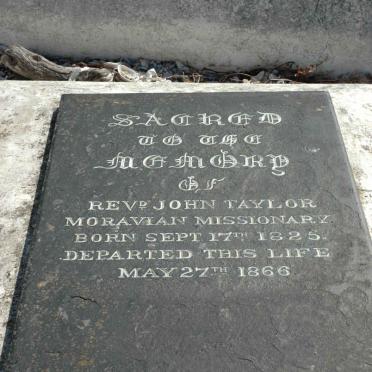 SACRED
TO THE
MEMORY
OF
REVD JOHN TAYLOR
MORAVIAN MISSIONARY
BORN SEPT 17TH 1825.
DEPARTED THIS LIFE
MAY 27TH 1866